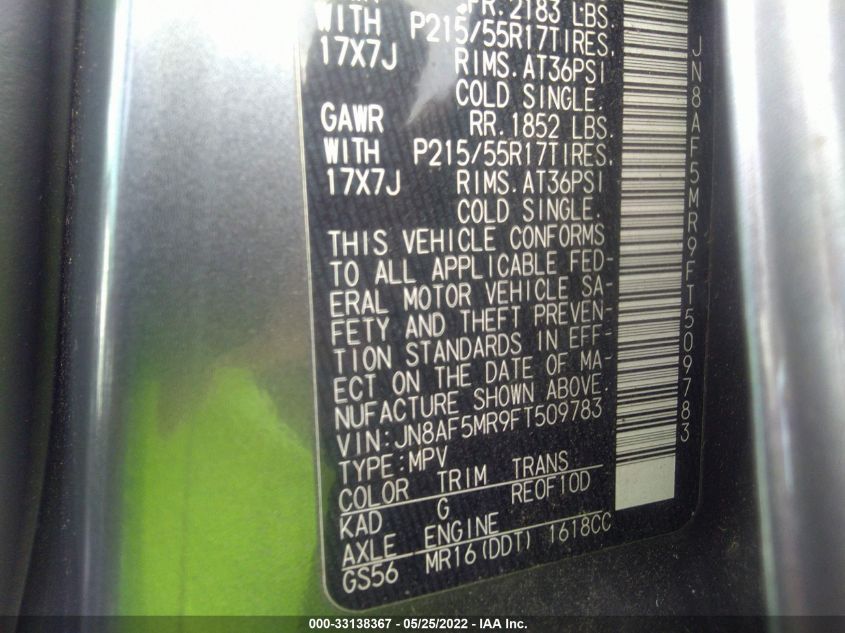 FR. 2183 LBS.
WITH P215/55R17TIRES.
17X7J RIMS. AT36PSI
COLD SINGLE.
GAWR RR. 1852 LBS.
WITH P215/55R17TIRES.
17X7J RIMS. AT36PSI
COLD SINGLE.
THIS VEHICLE CONFORMS
TO ALL APPLICABLE FED-
ERAL MOTOR VEHICLE SA-
FETY AND THEFT PREVEN-
TION STANDARDS IN EFF-
ECT ON THE DATE OF MA-
NUFACTURE SHOWN ABOVE.
VIN:JN8AF5MR9FT509783
TYPE:MPV
COLOR TRIM TRANS
KAD G REOF10D
AXLE ENGINE
GS56 MR16(DDT) 1618CC
JN8AF5MR9FT509783
000-33138367 - 05/25/2022 - IAA Inc.